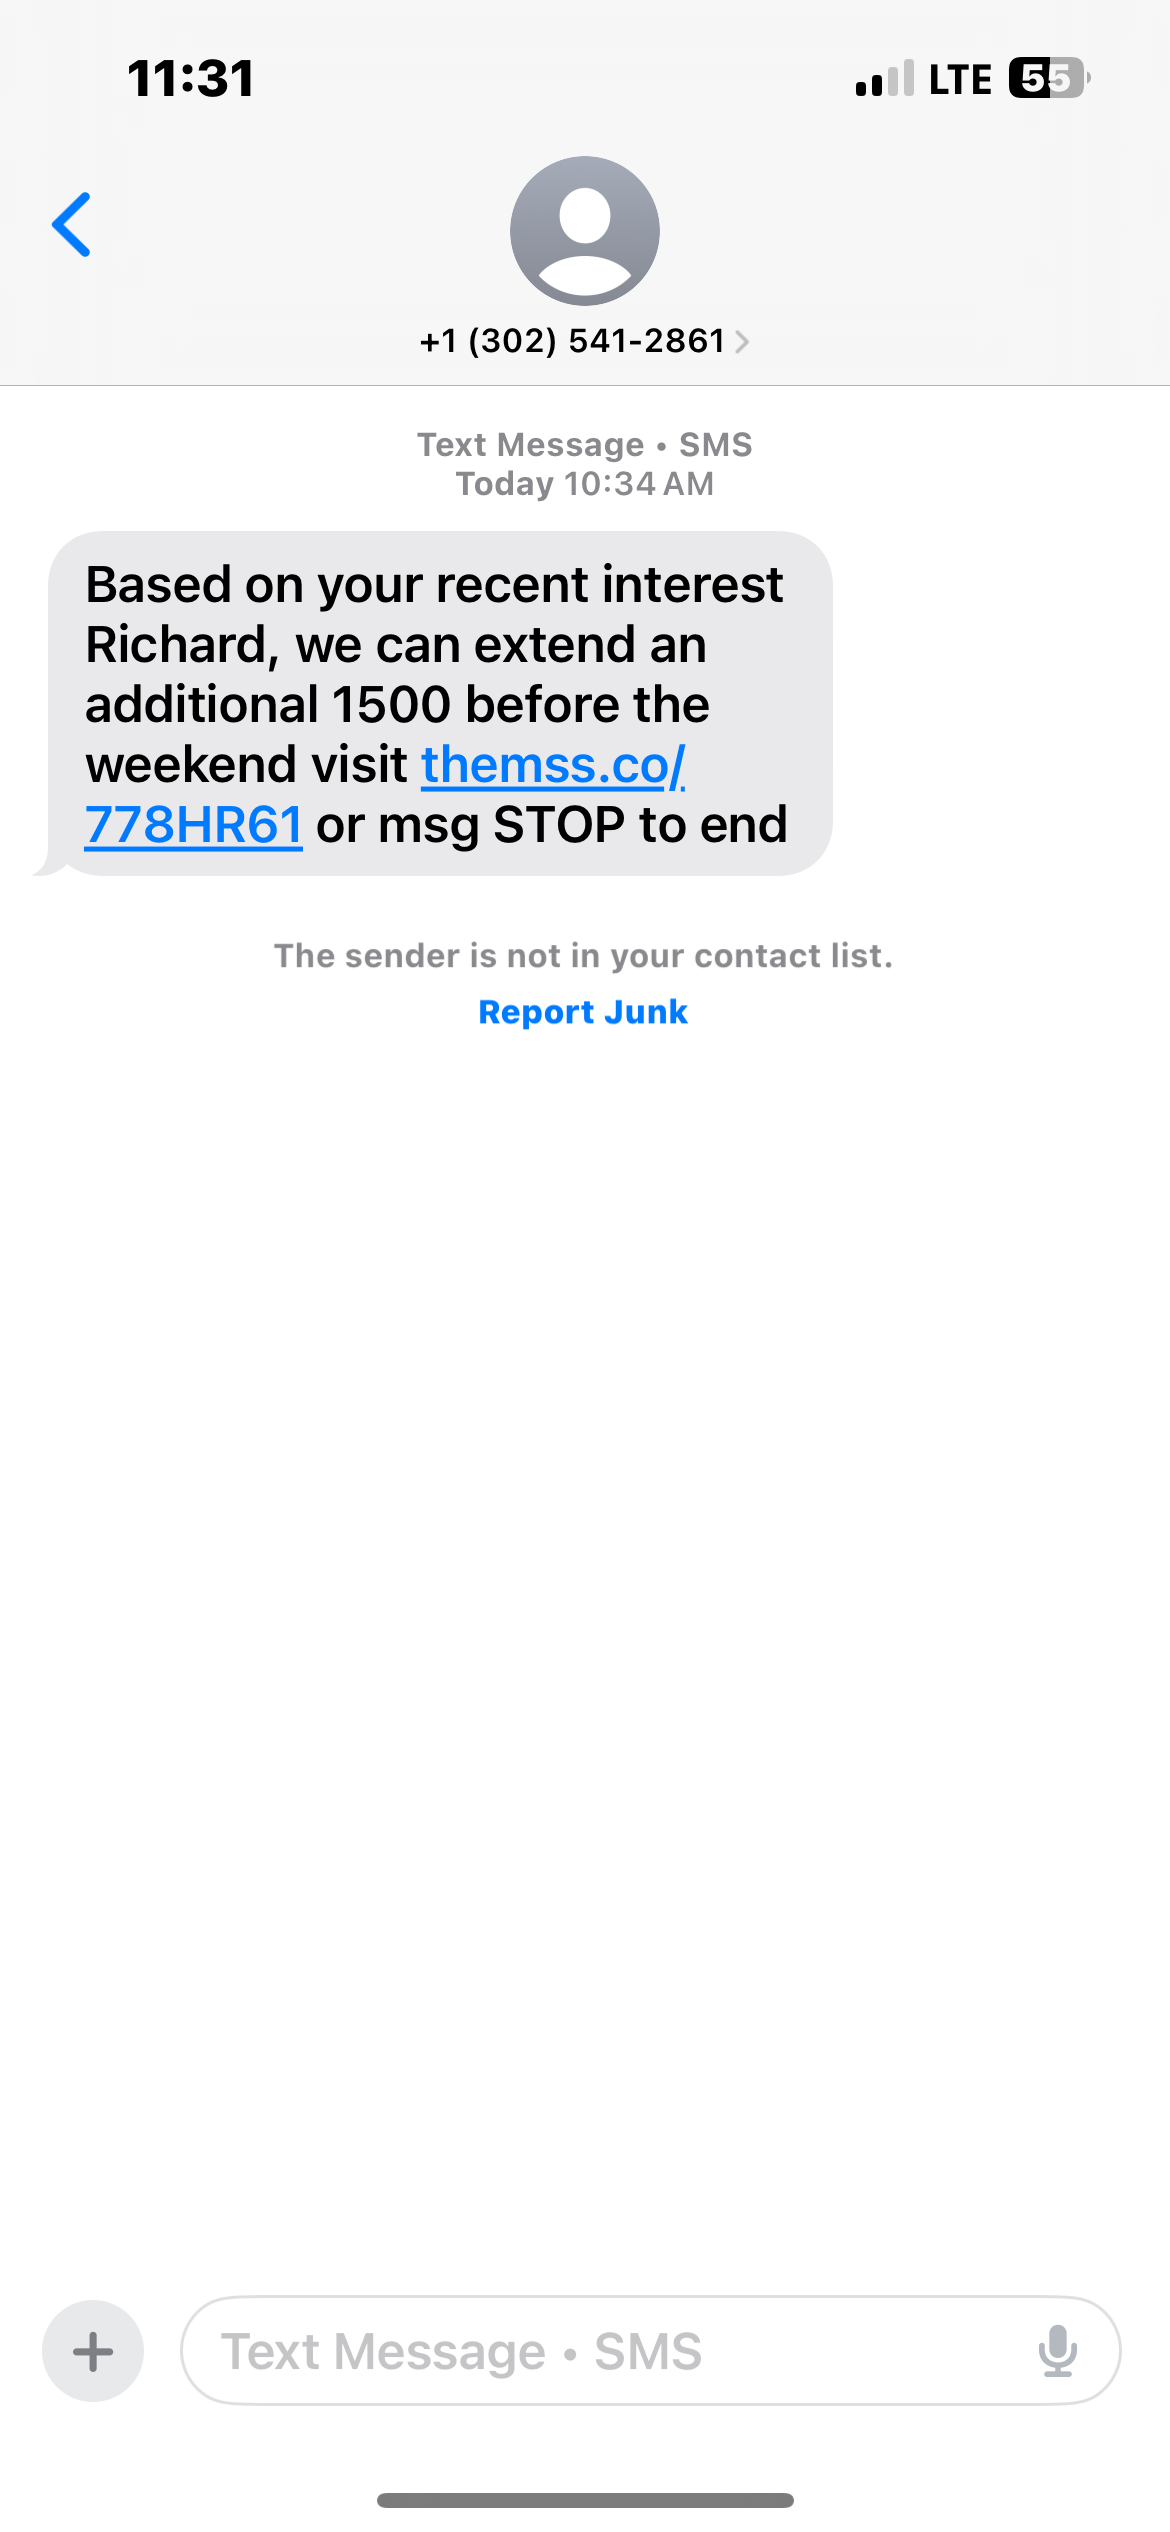 11:31
LTE 55
+1 (302) 541-2861
Text Message • SMS
Today 10:34 AM
Based on your recent interest
Richard, we can extend an
additional 1500 before the
weekend visit themss.co/
778HR61 or msg STOP to end
The sender is not in your contact list.
Report Junk
Text Message • SMS